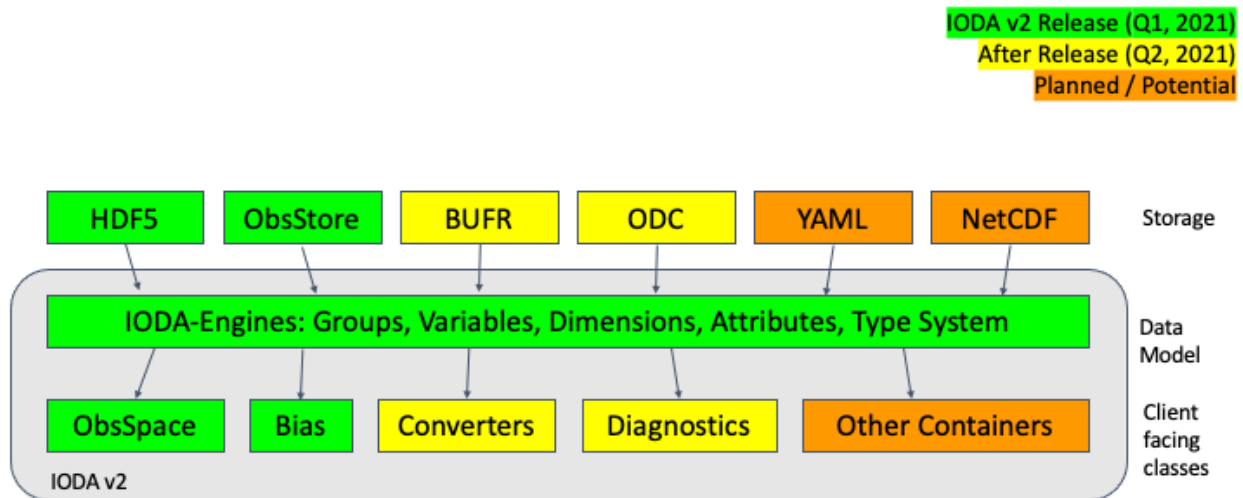 IODA v2 Release (Q1, 2021)
After Release (Q2, 2021)
Planned / Potential
HDF5
ObsStore
BUFR
ODC
YAML
NetCDF
Storage
IODA-Engines: Groups, Variables, Dimensions, Attributes, Type System
Data
Model
ObsSpace
Bias
Converters
Diagnostics
Other Containers
Client
facing
classes
IODA v2